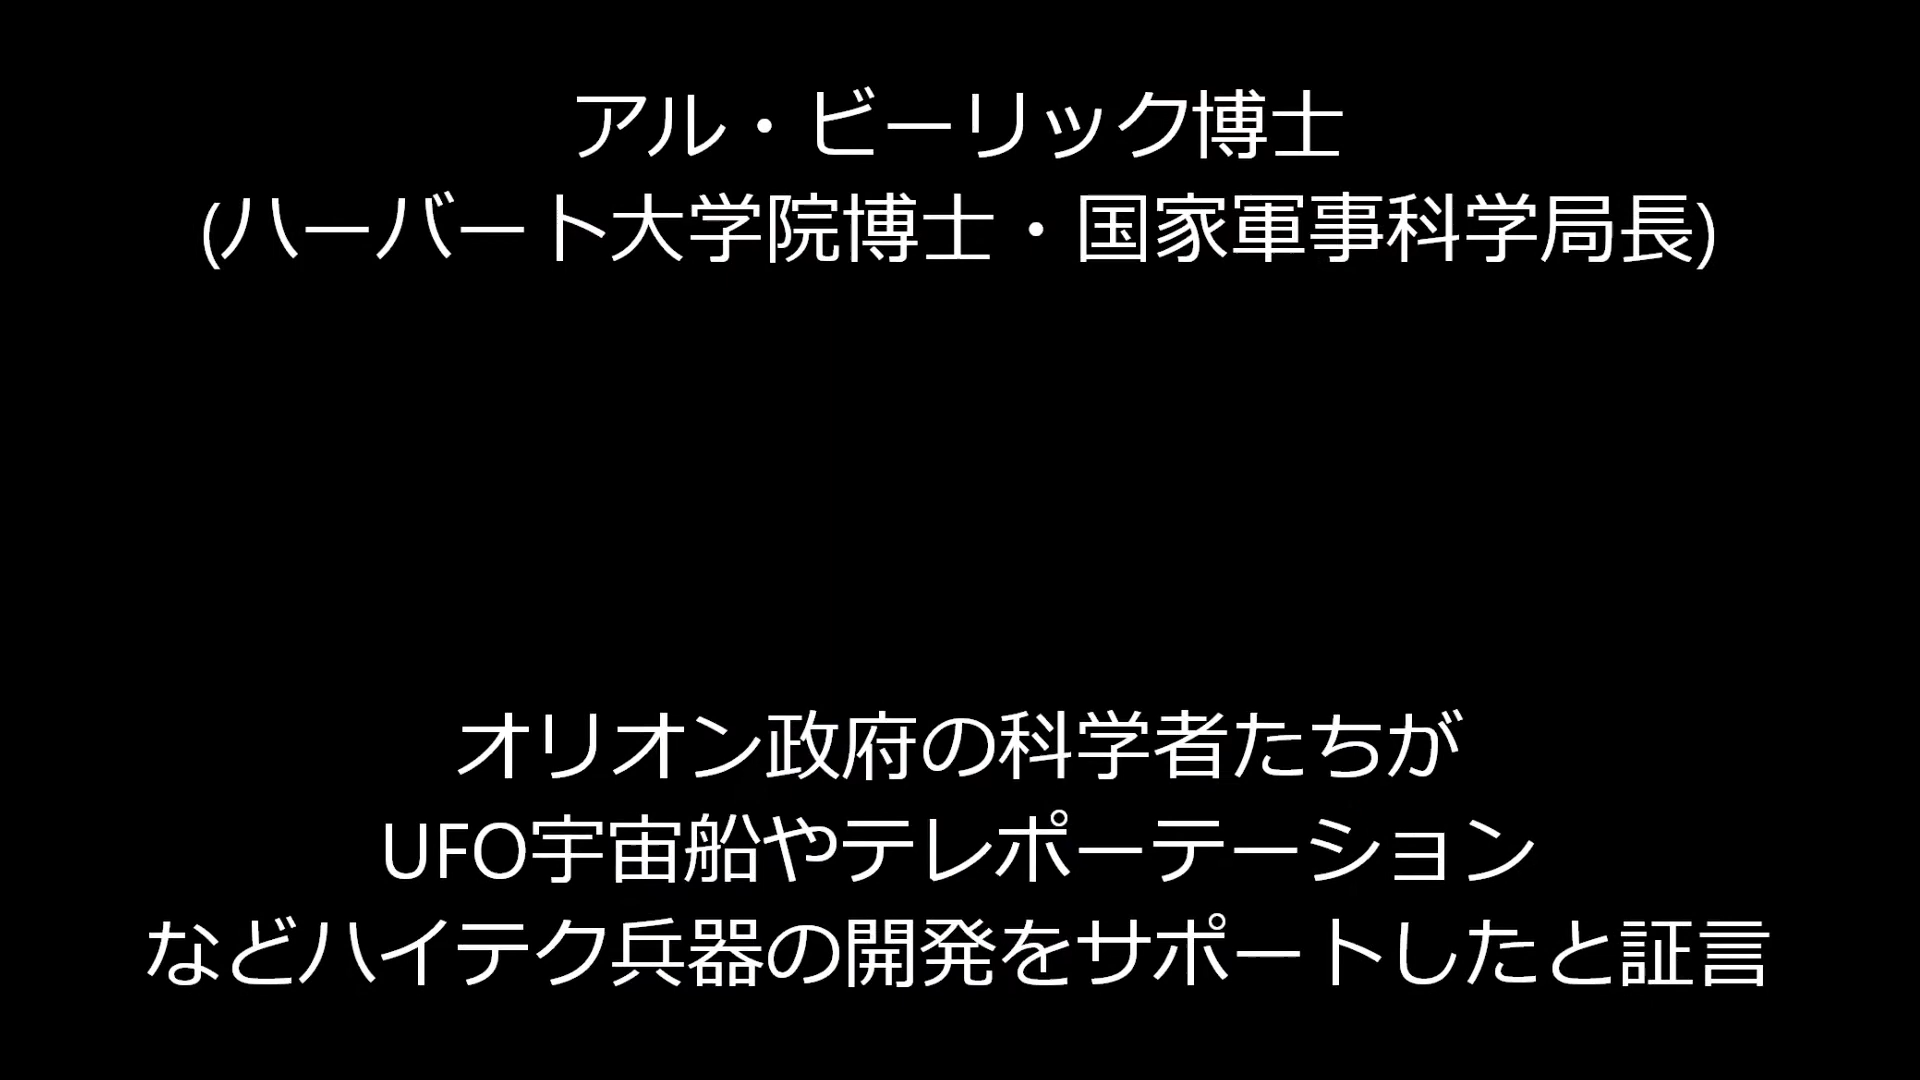 アル・ビーリック博士
(ハーバート大学院博士・国家軍事科学局長)
オリオン政府の科学者たちが
UFO宇宙船やテレポーテーション
などハイテク兵器の開発をサポートしたと証言